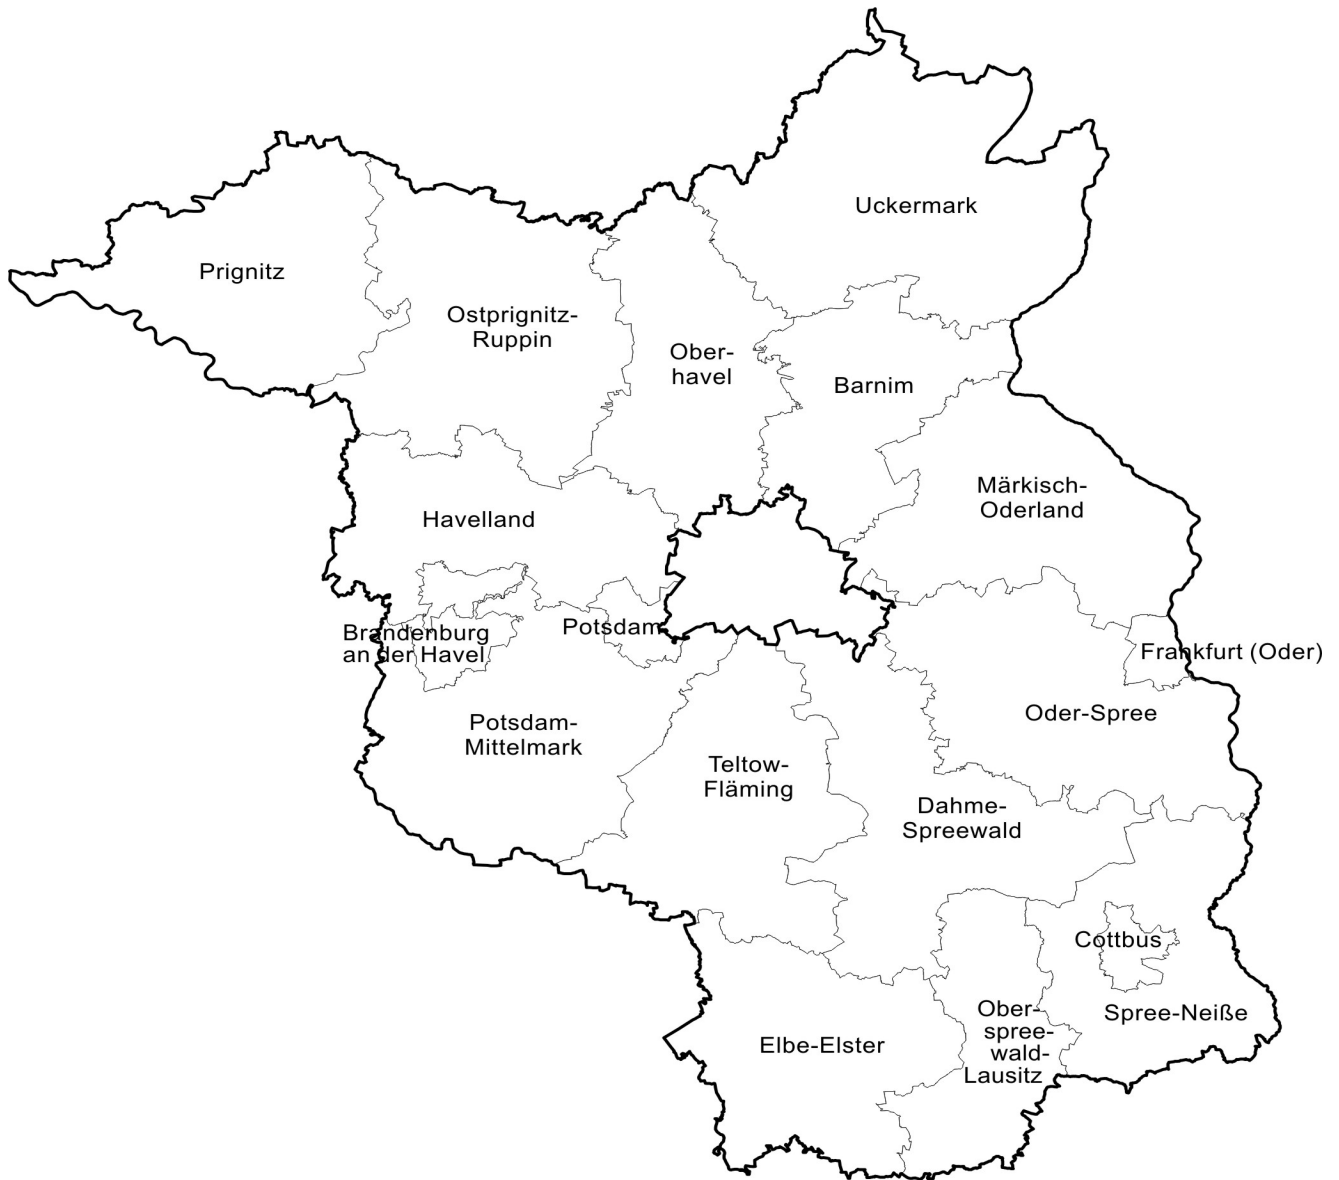 Uckermark
Prignitz
Ostprignitz-
Ruppin
Ober-
havel
Barnim
Märkisch-
Oderland
Havelland
Brandenburg
an der Havel
Potsdam
Frankfurt (Oder)
Oder-Spree
Potsdam-
Mittelmark
Teltow-
Fläming
Dahme-
Spreewald
Cottbus
Spree-Neiße
Ober-
spree-
wald-
Lausitz
Elbe-Elster